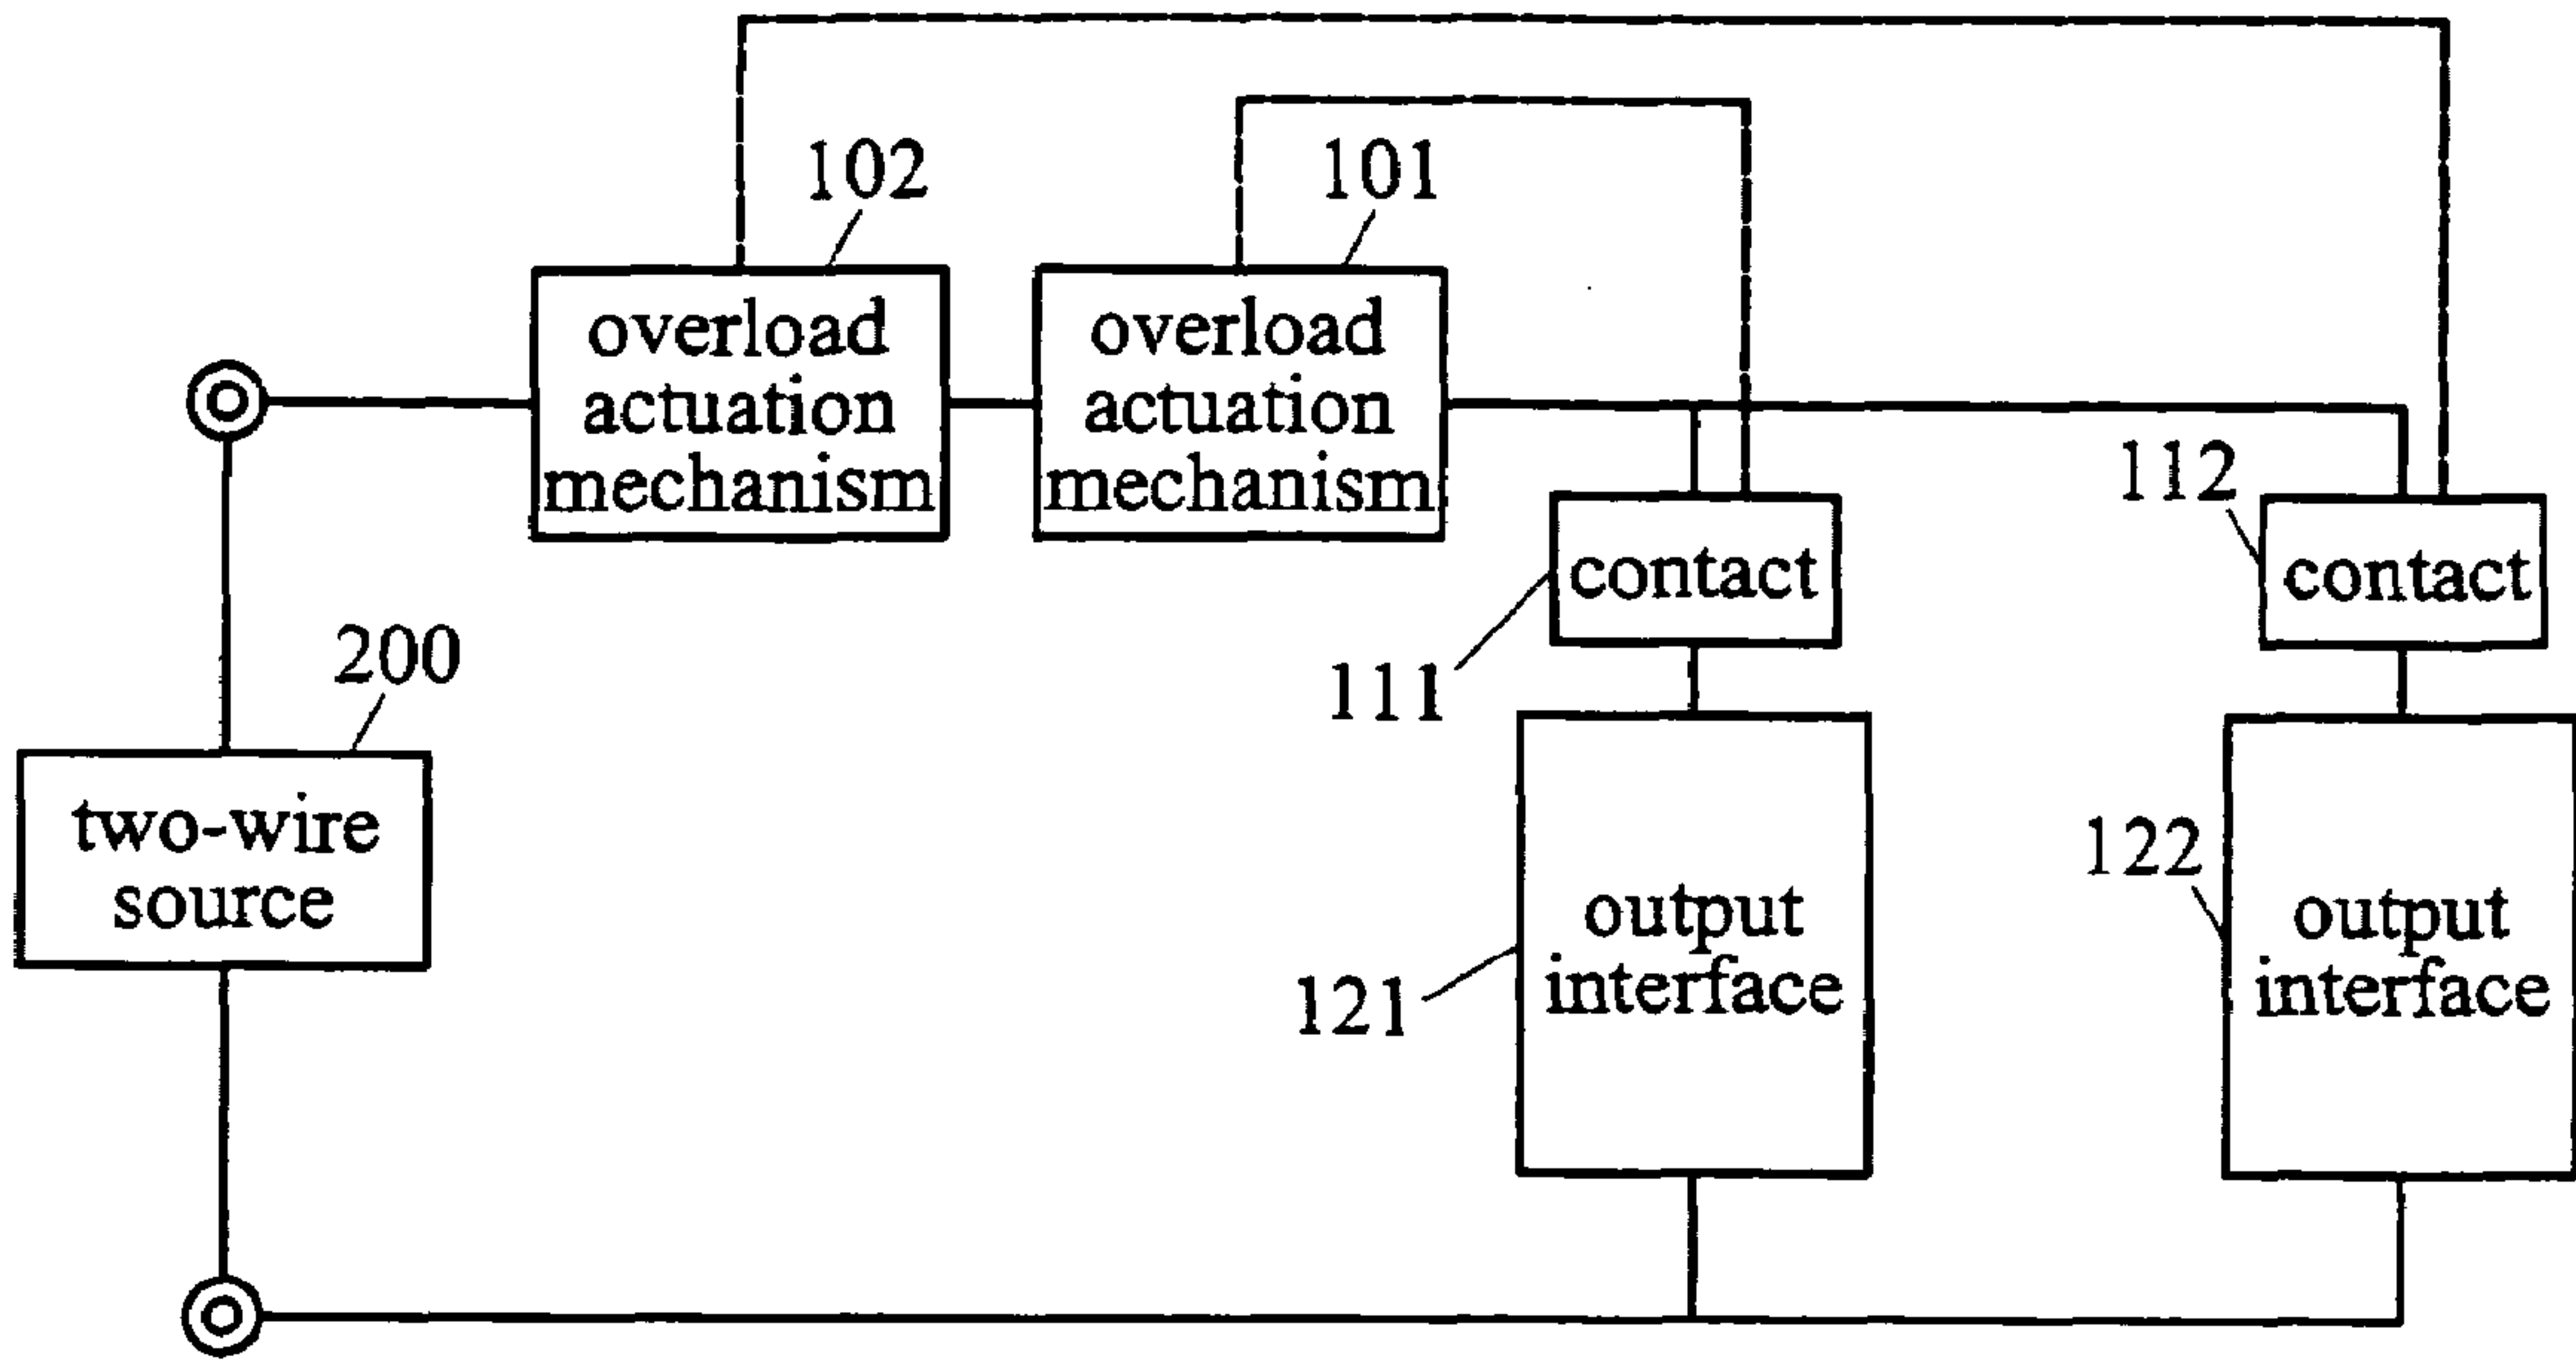 102
101
overload
actuation
mechanism
overload
actuation
mechanism
112
contact
contact
111
200
two-wire
source
122
output
interface
output
interface
121